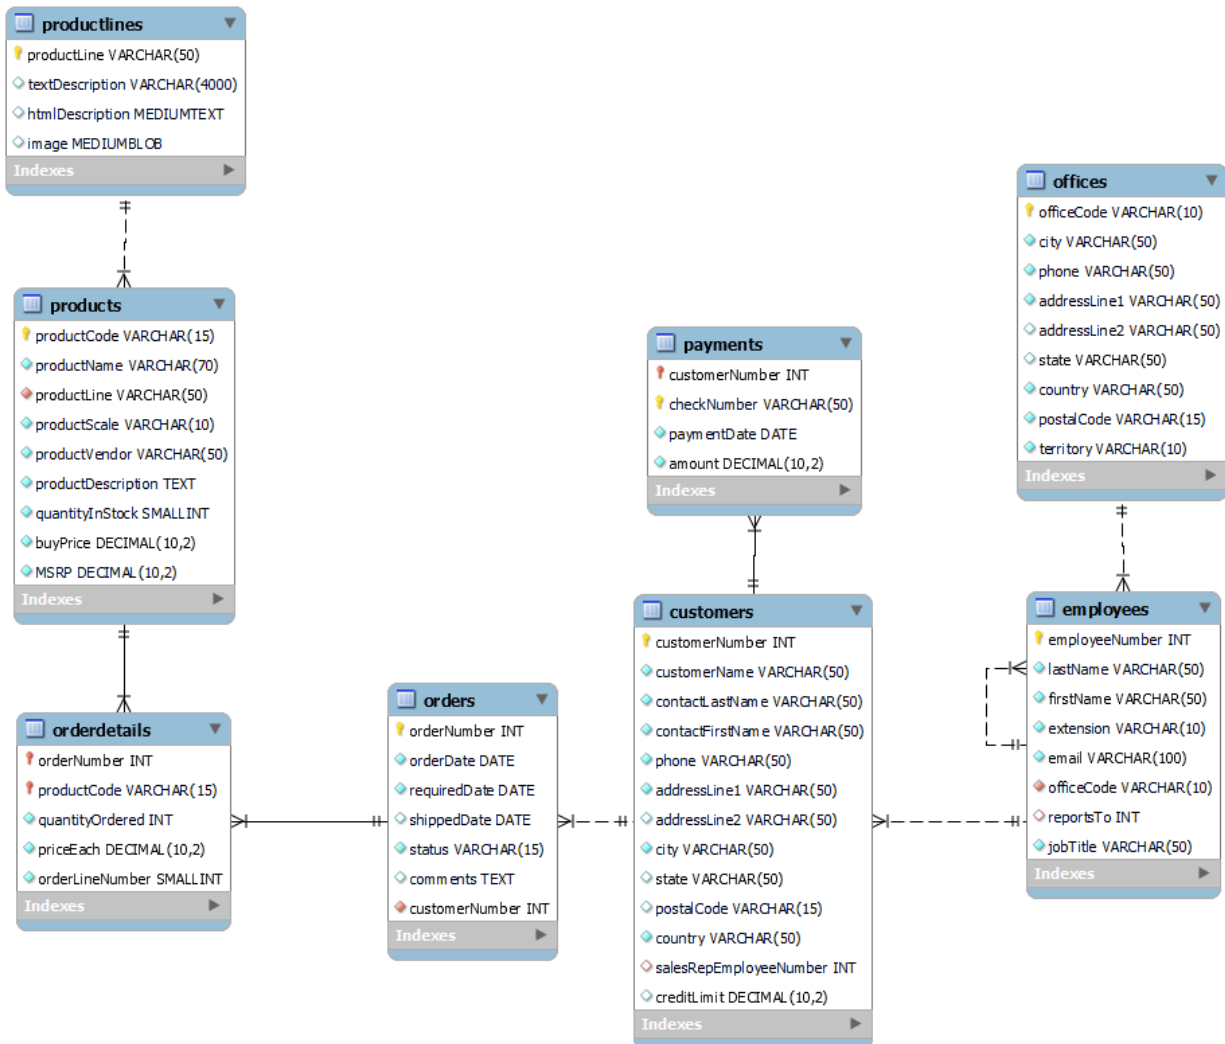 productlines
productLine VARCHAR(50)
textDescription VARCHAR(4000)
htmlDescription MEDIUMTEXT
image MEDIUMBLOB
Indexes
products
productCode VARCHAR(15)
productName VARCHAR(70)
productLine VARCHAR(50)
productScale VARCHAR(10)
productVendor VARCHAR(50)
productDescription TEXT
quantityInStock SMALLINT
buyPrice DECIMAL(10,2)
MSRP DECIMAL(10,2)
Indexes
orderdetails
orderNumber INT
productCode VARCHAR(15)
quantityOrdered INT
priceEach DECIMAL(10,2)
orderLineNumber SMALLINT
Indexes
orders
orderNumber INT
orderDate DATE
requiredDate DATE
shippedDate DATE
status VARCHAR(15)
comments TEXT
customerNumber INT
Indexes
payments
customerNumber INT
checkNumber VARCHAR(50)
paymentDate DATE
amount DECIMAL(10,2)
Indexes
customers
customerNumber INT
customerName VARCHAR(50)
contactLastName VARCHAR(50)
contactFirstName VARCHAR(50)
phone VARCHAR(50)
addressLine1 VARCHAR(50)
addressLine2 VARCHAR(50)
city VARCHAR(50)
state VARCHAR(50)
postalCode VARCHAR(15)
country VARCHAR(50)
salesRepEmployeeNumber INT
creditLimit DECIMAL(10,2)
Indexes
offices
officeCode VARCHAR(10)
city VARCHAR(50)
phone VARCHAR(50)
addressLine1 VARCHAR(50)
addressLine2 VARCHAR(50)
state VARCHAR(50)
country VARCHAR(50)
postalCode VARCHAR(15)
territory VARCHAR(10)
Indexes
employees
employeeNumber INT
lastName VARCHAR(50)
firstName VARCHAR(50)
extension VARCHAR(10)
email VARCHAR(100)
officeCode VARCHAR(10)
reportsTo INT
jobTitle VARCHAR(50)
Indexes